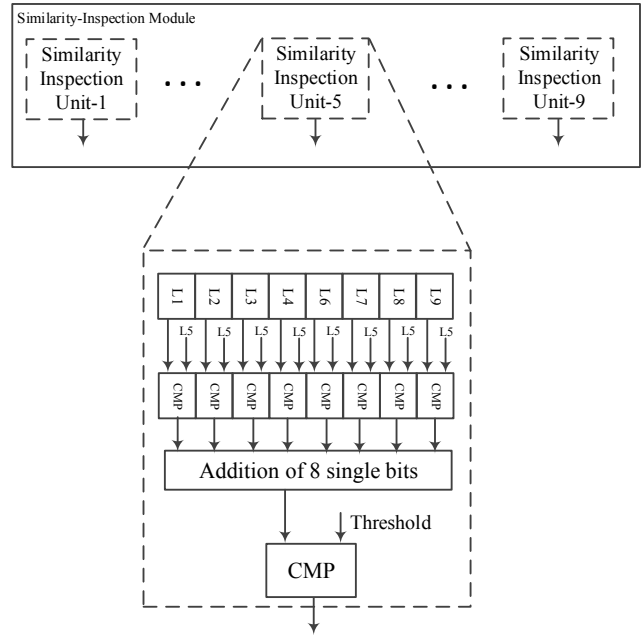 Similarity-Inspection Module
Similarity
Inspection
Unit-1
. . .
Similarity
Inspection
Unit-5
. . .
Similarity
Inspection
Unit-9
L1 L2 L3 L4 L6 L7 L8 L9
L5 L5 L5 L5 L5 L5 L5 L5
CMP CMP CMP CMP CMP CMP CMP CMP
Addition of 8 single bits
Threshold
CMP